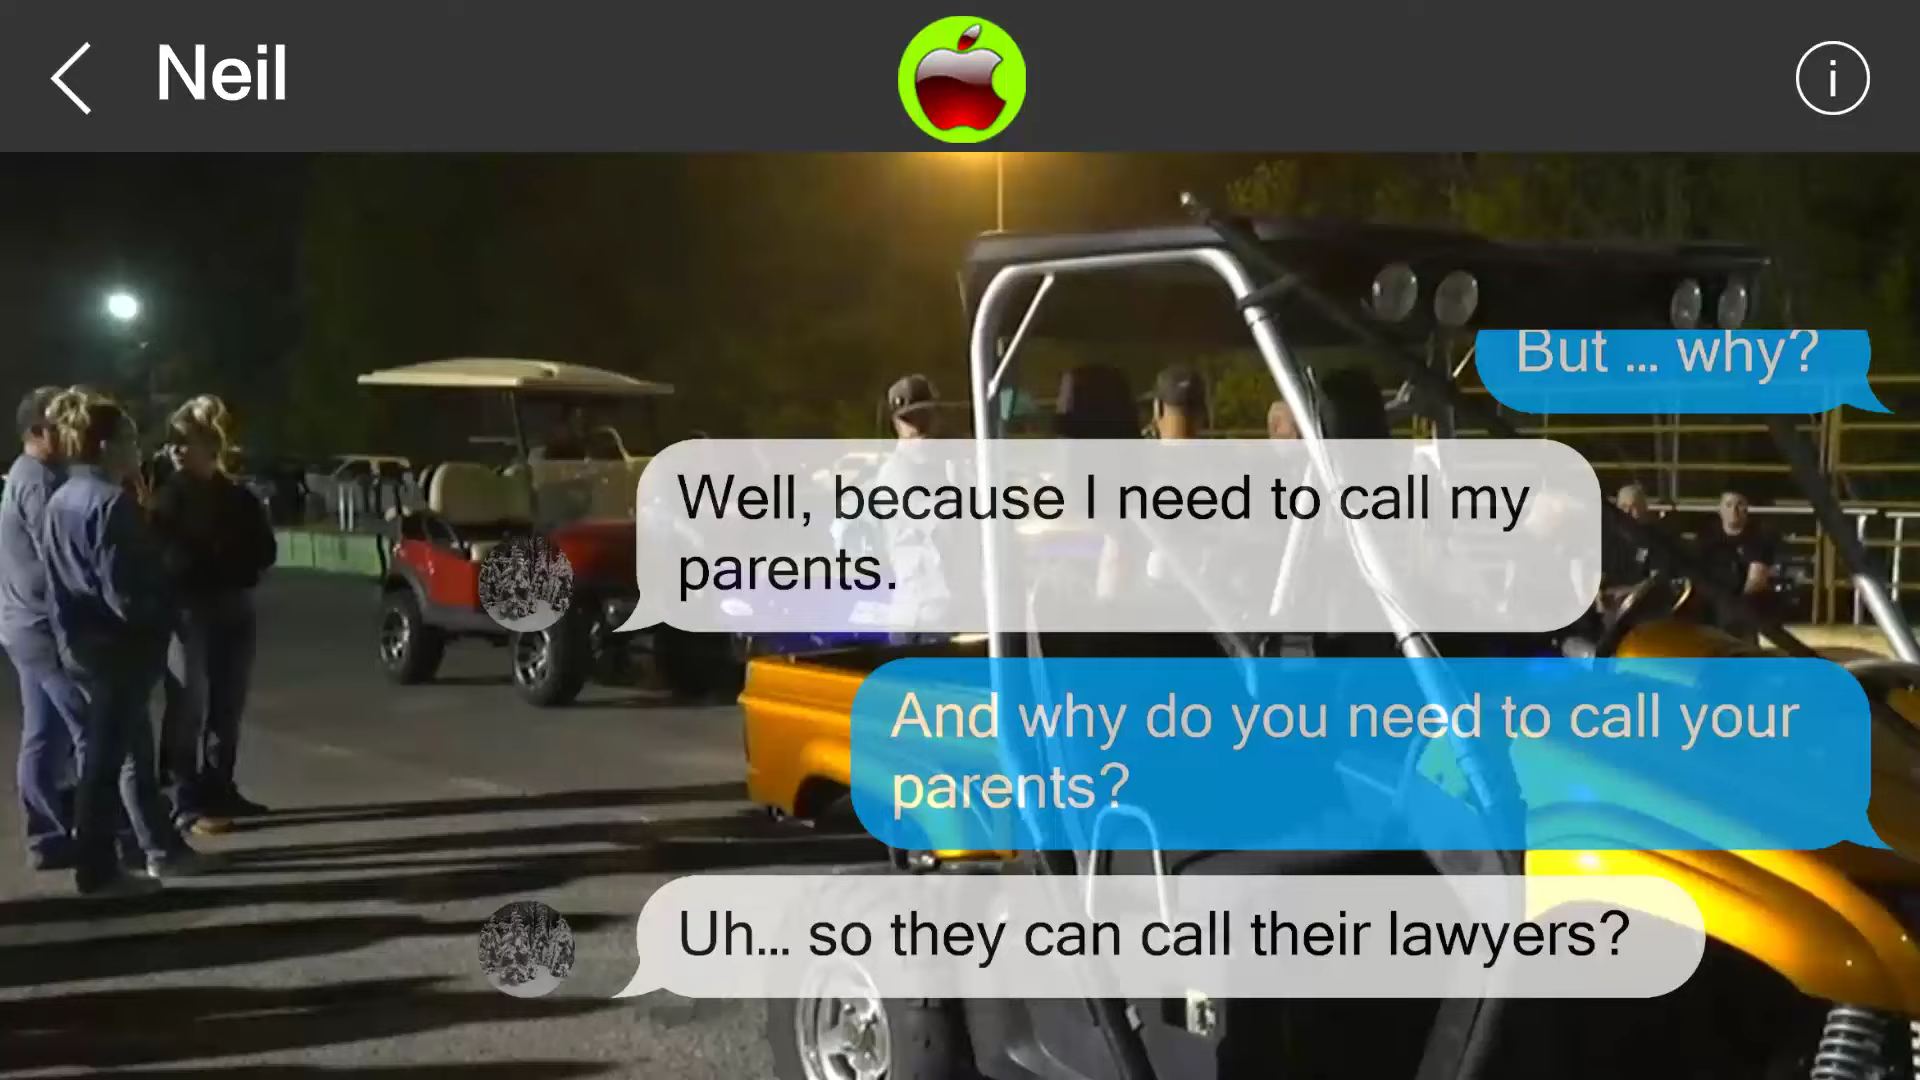 Neil
i
But ... why?
Well, because I need to call my
parents.
And why do you need to call your
parents?
Uh... so they can call their lawyers?